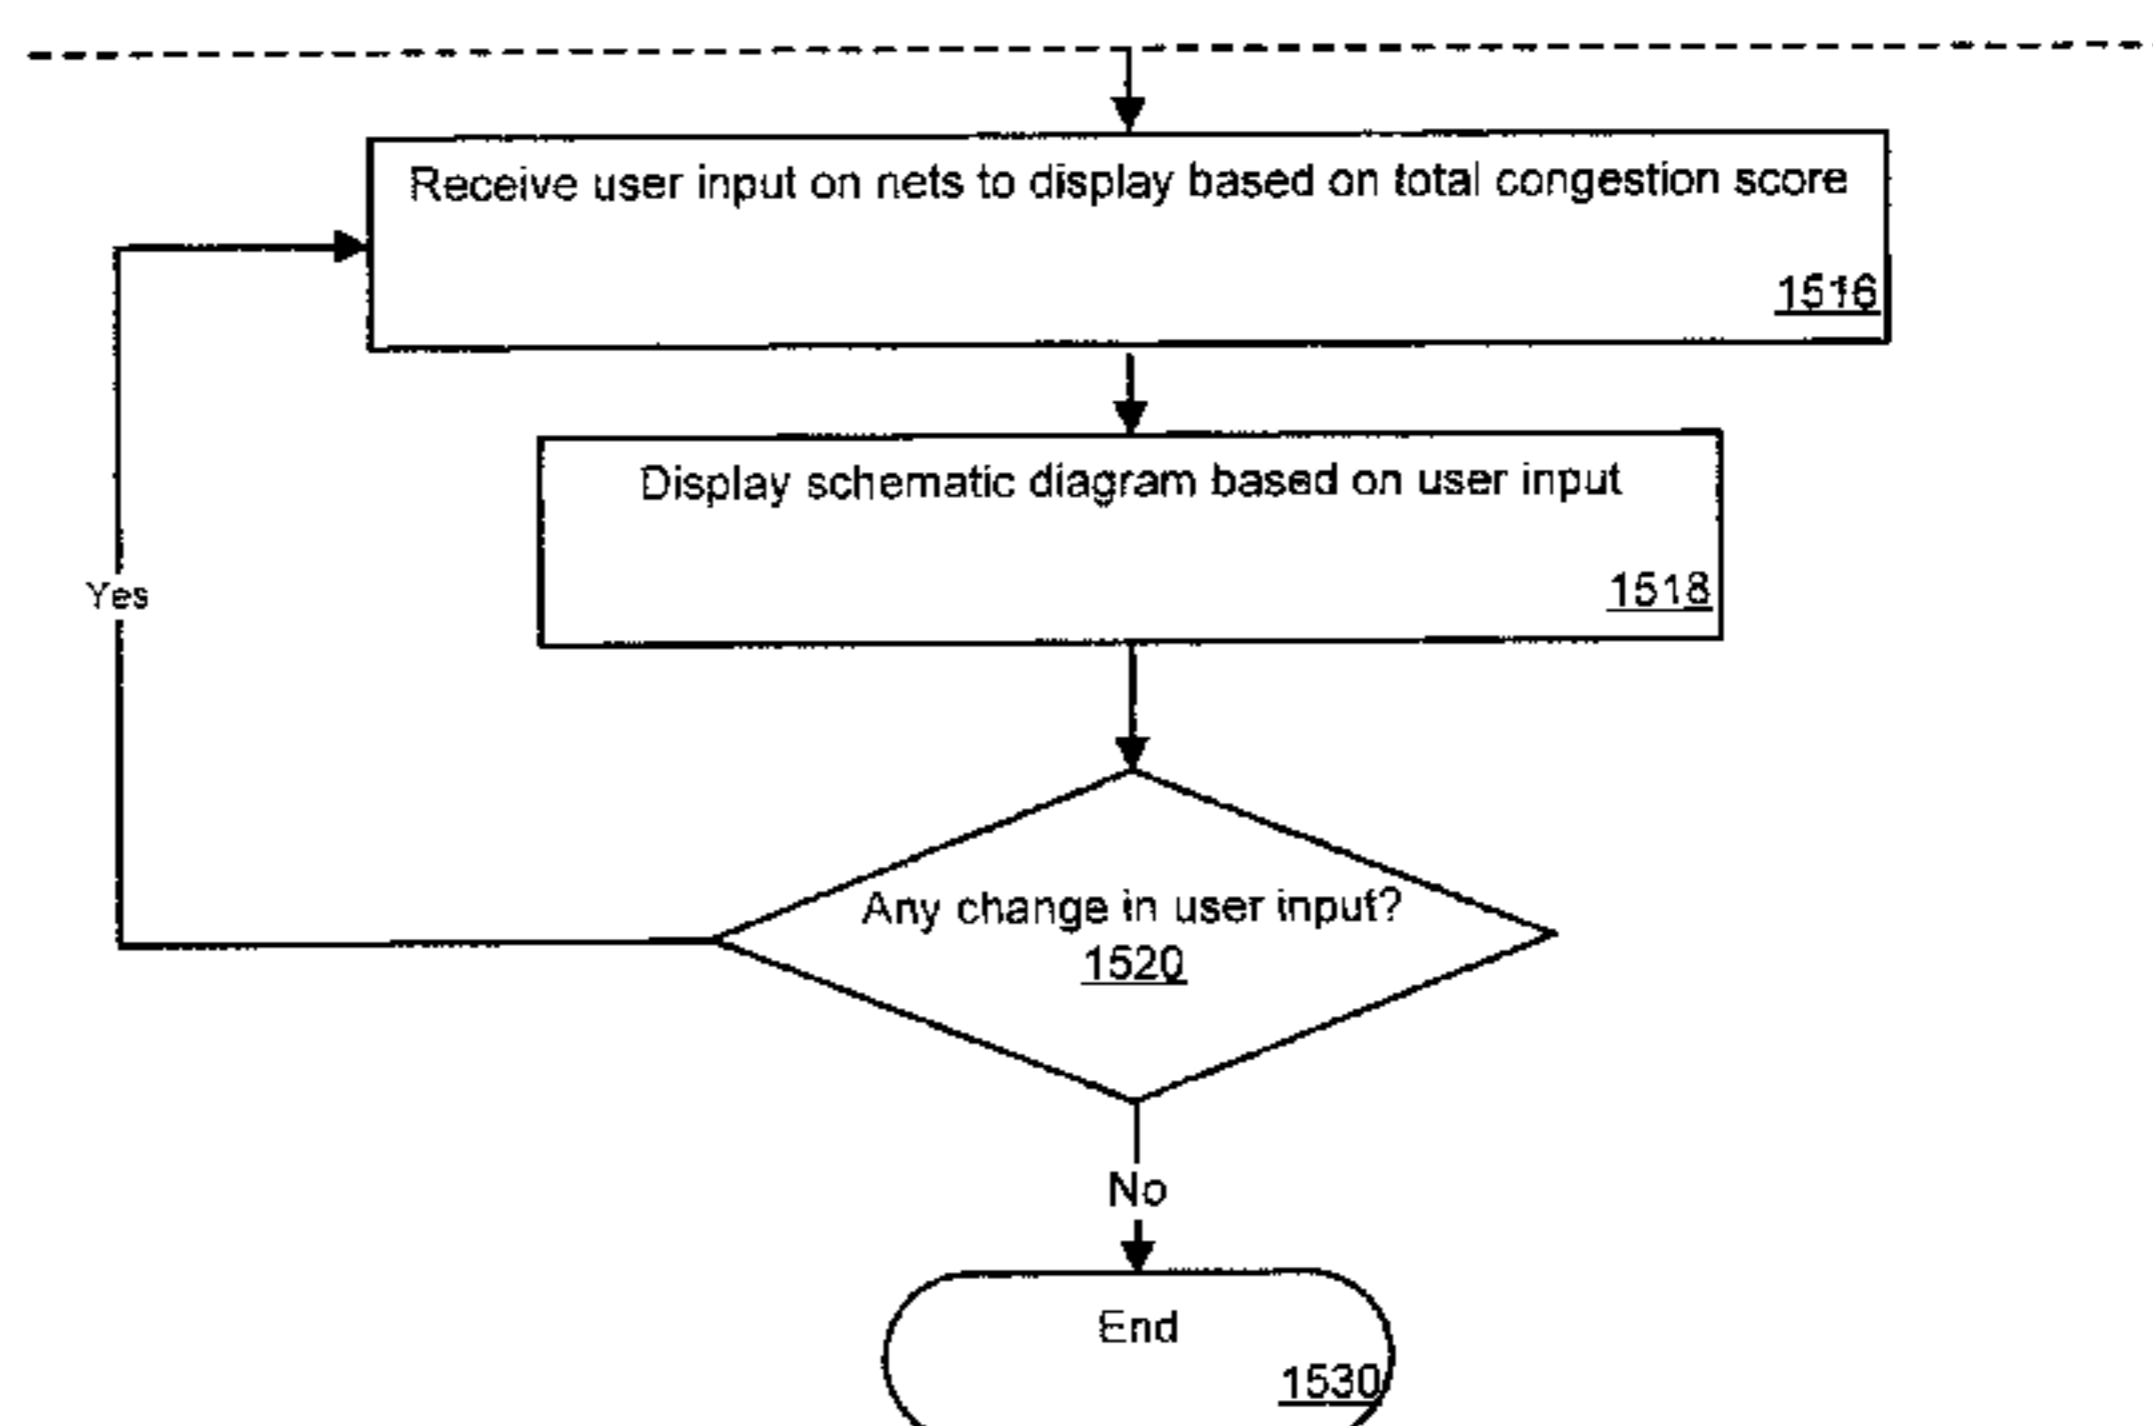 Receive user input on nets to display based on total congestion score
1516
Display schematic diagram based on user input
1518
Yes
Any change in user input?
1520
No
End
1530